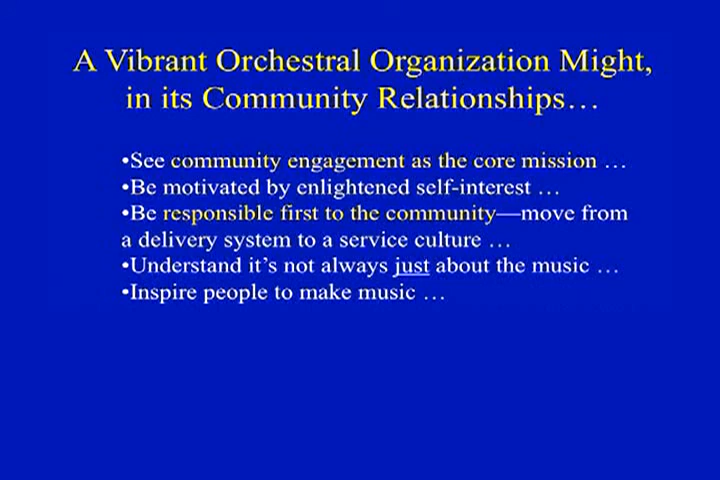 A Vibrant Orchestral Organization Might,
in its Community Relationships…
•See community engagement as the core mission …
•Be motivated by enlightened self-interest …
•Be responsible first to the community—move from
a delivery system to a service culture …
•Understand it’s not always just about the music …
•Inspire people to make music …